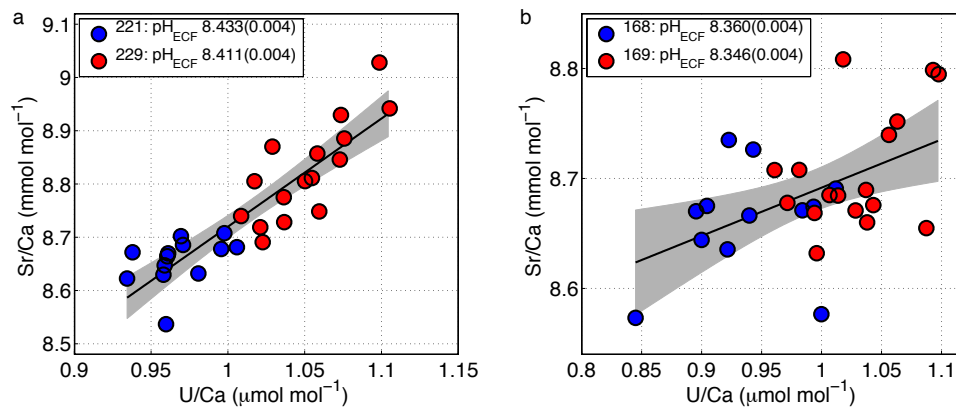 a
221: pH_ECF 8.433(0.004)
229: pH_ECF 8.411(0.004)
9.1
9
8.9
8.8
8.7
8.6
8.5
Sr/Ca (mmol mol⁻¹)
0.9 0.95 1 1.05 1.1 1.15
U/Ca (μmol mol⁻¹)
b
168: pH_ECF 8.360(0.004)
169: pH_ECF 8.346(0.004)
8.8
8.7
8.6
Sr/Ca (mmol mol⁻¹)
0.8 0.85 0.9 0.95 1 1.05 1.1
U/Ca (μmol mol⁻¹)